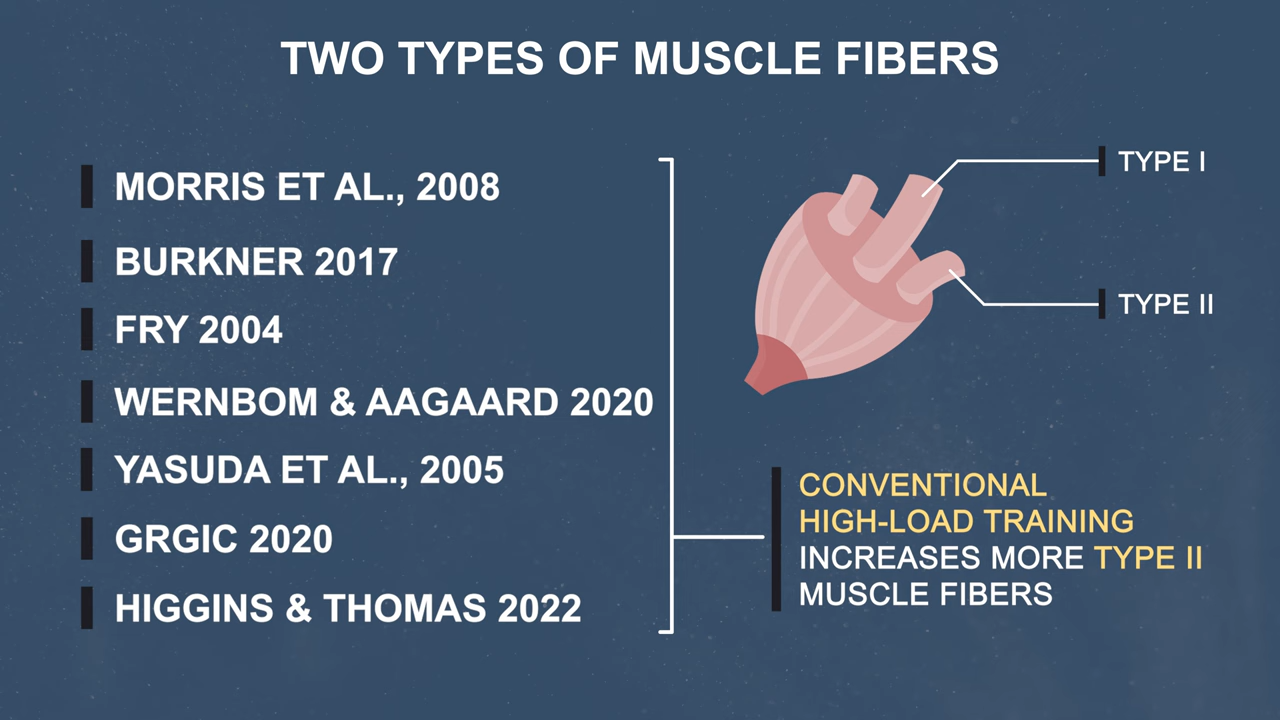 TWO TYPES OF MUSCLE FIBERS
MORRIS ET AL., 2008
BURKNER 2017
FRY 2004
WERNBOM & AAGAARD 2020
YASUDA ET AL., 2005
GRGIC 2020
HIGGINS & THOMAS 2022
TYPE I
TYPE II
CONVENTIONAL
HIGH-LOAD TRAINING
INCREASES MORE TYPE II
MUSCLE FIBERS